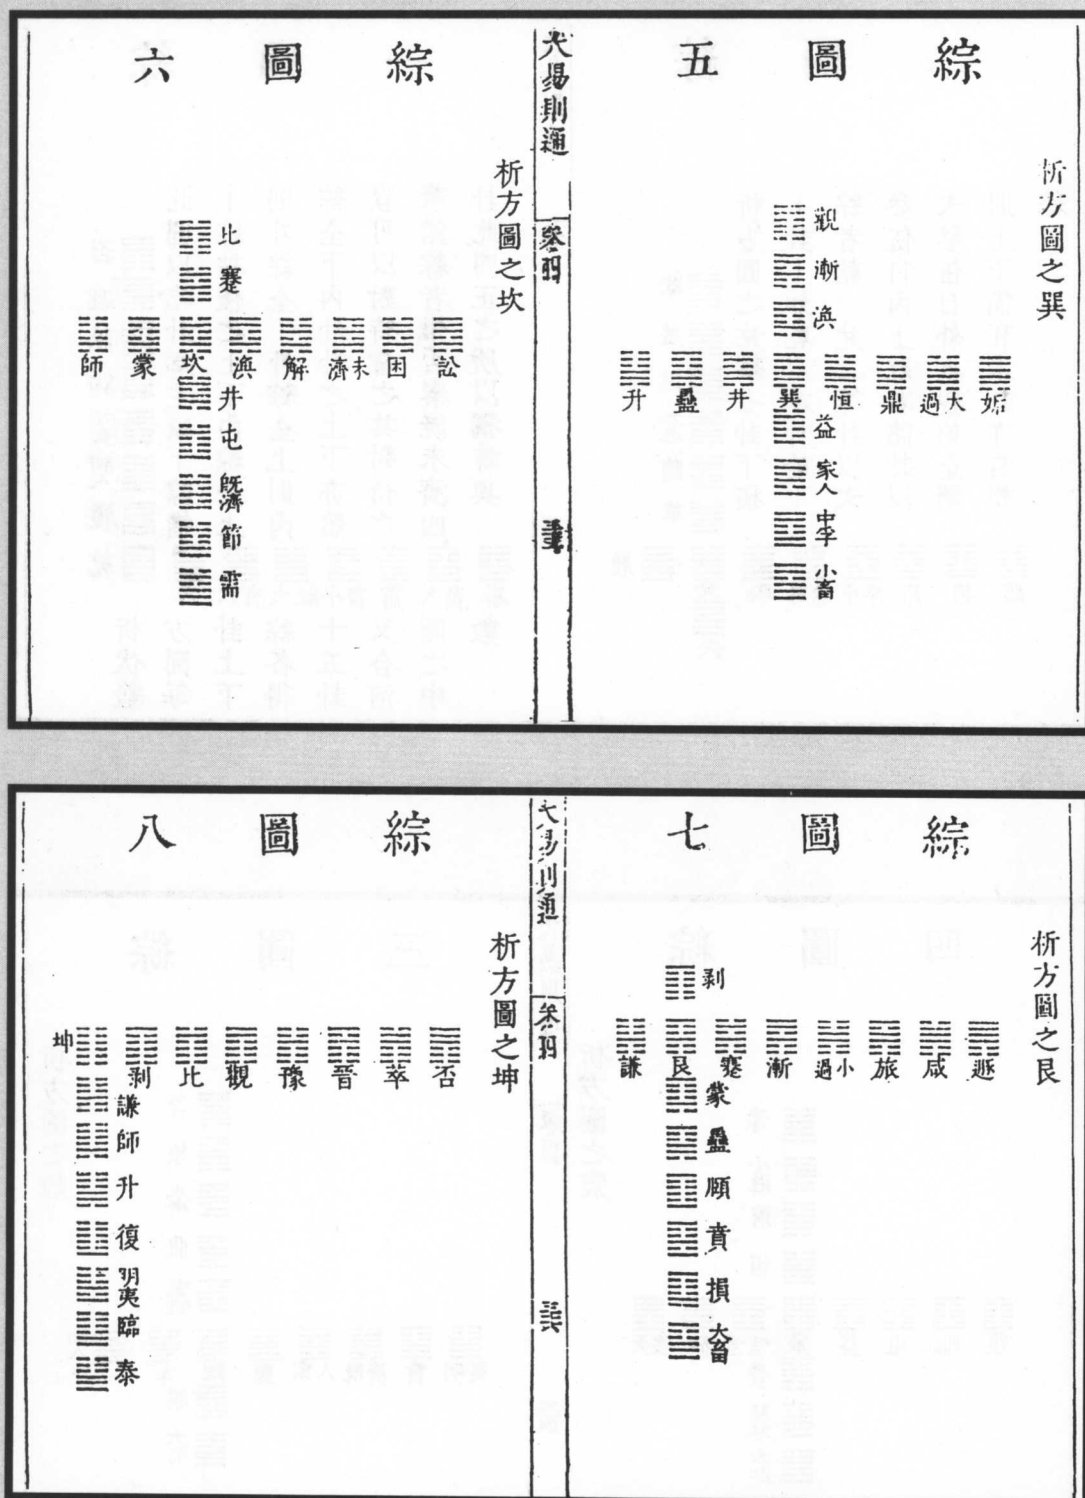 綜圖五
析方圖之巽
觀
漸
渙
姤 大過 鼎 恒 巽 井 蠱 升
益
家人
中孚
小畜
大易則通
綜圖六
析方圖之坎
比
蹇
訟 困 未濟 解 渙 坎 蒙 師
井
屯
旣濟
節
需
綜圖七
析方圖之艮
剝
遯 咸 旅 小過 漸 蹇 艮 謙
蒙
蠱
頤
賁
損
大畜
大易則通
綜圖八
析方圖之坤
否 萃 晉 豫 觀 比 剝 坤
謙
師
升
復
明夷
臨
泰